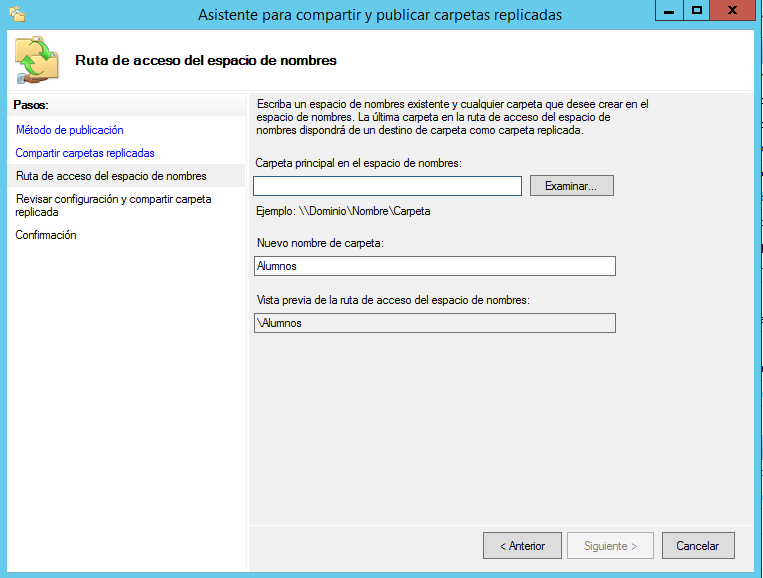 Asistente para compartir y publicar carpetas replicadas
Ruta de acceso del espacio de nombres
Pasos:
Método de publicación
Compartir carpetas replicadas
Ruta de acceso del espacio de nombres
Revisar configuración y compartir carpeta
replicada
Confirmación
Escriba un espacio de nombres existente y cualquier carpeta que desee crear en el
espacio de nombres. La última carpeta en la ruta de acceso del espacio de
nombres dispondrá de un destino de carpeta como carpeta replicada.
Carpeta principal en el espacio de nombres:
Examinar...
Ejemplo: \\Dominio\Nombre\Carpeta
Nuevo nombre de carpeta:
Alumnos
Vista previa de la ruta de acceso del espacio de nombres:
\Alumnos
< Anterior
Siguiente >
Cancelar